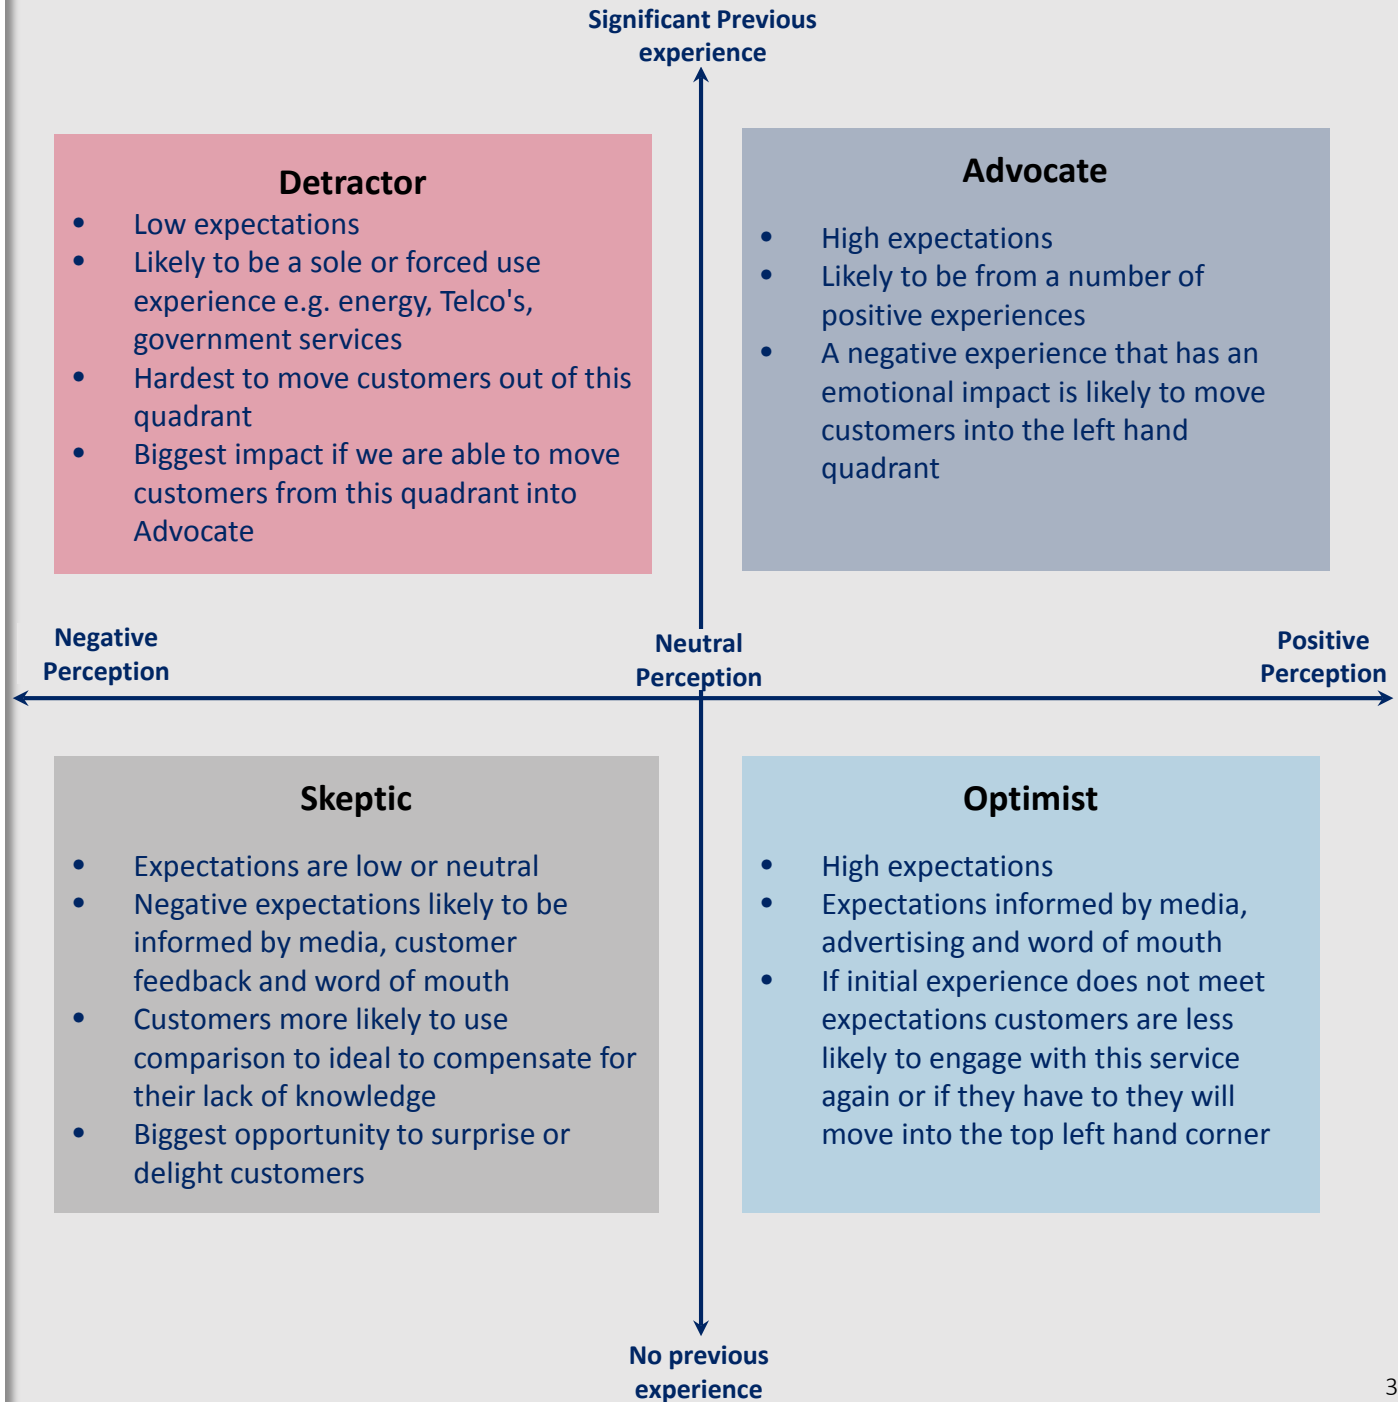 Significant Previous
experience
Detractor
• Low expectations
• Likely to be a sole or forced use
experience e.g. energy, Telco's,
government services
• Hardest to move customers out of this
quadrant
• Biggest impact if we are able to move
customers from this quadrant into
Advocate
Advocate
• High expectations
• Likely to be from a number of
positive experiences
• A negative experience that has an
emotional impact is likely to move
customers into the left hand
quadrant
Negative
Perception
Neutral
Perception
Positive
Perception
Skeptic
• Expectations are low or neutral
• Negative expectations likely to be
informed by media, customer
feedback and word of mouth
• Customers more likely to use
comparison to ideal to compensate for
their lack of knowledge
• Biggest opportunity to surprise or
delight customers
Optimist
• High expectations
• Expectations informed by media,
advertising and word of mouth
• If initial experience does not meet
expectations customers are less
likely to engage with this service
again or if they have to they will
move into the top left hand corner
No previous
experience
3